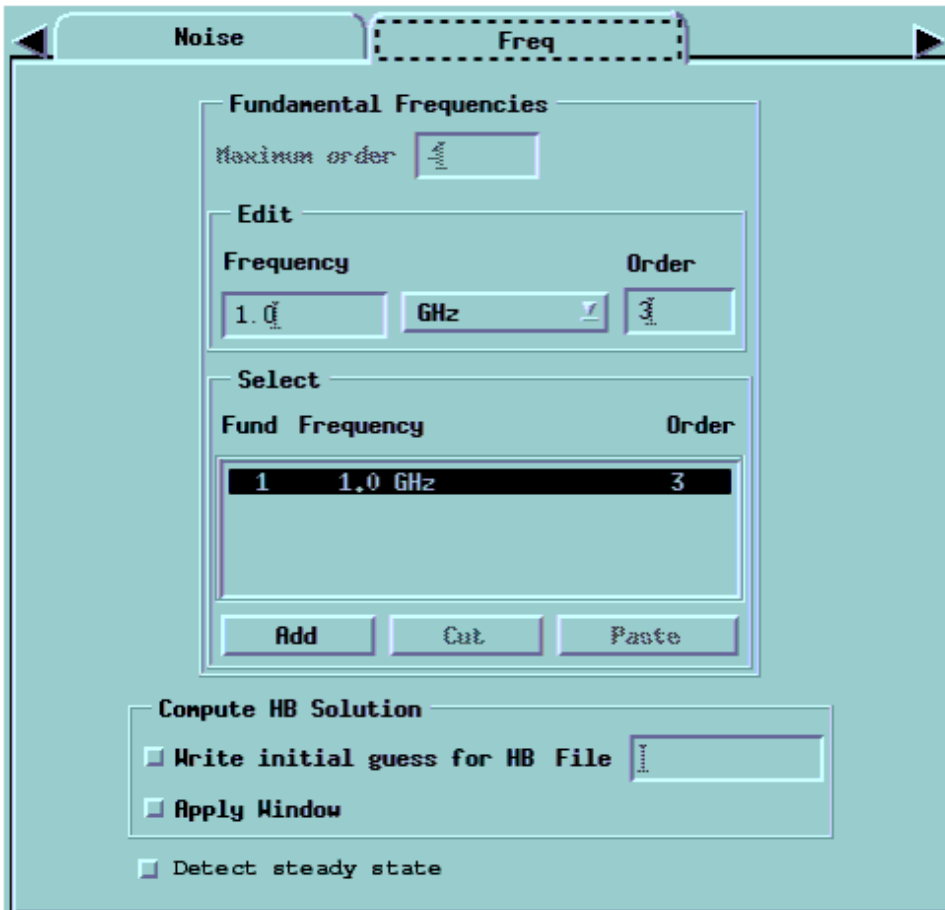 Noise Freq
Fundamental Frequencies
Maximum order 4
Edit
Frequency Order
1.0 GHz 3
Select
Fund Frequency Order
1 1.0 GHz 3
Add Cut Paste
Compute HB Solution
Write initial guess for HB File
Apply Window
Detect steady state